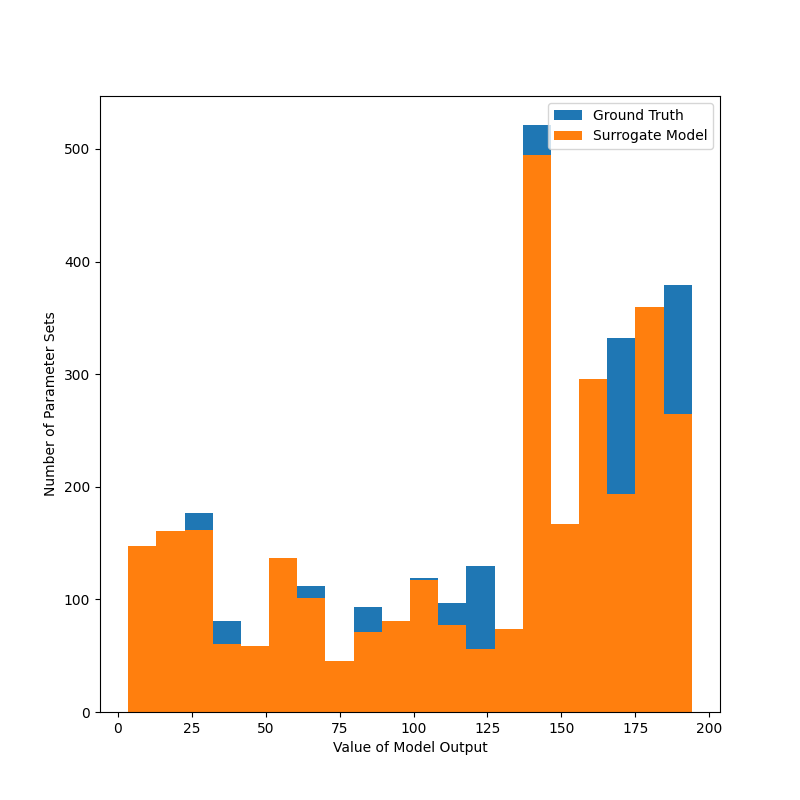 Ground Truth
Surrogate Model
500
400
300
200
100
0
Number of Parameter Sets
0 25 50 75 100 125 150 175 200
Value of Model Output